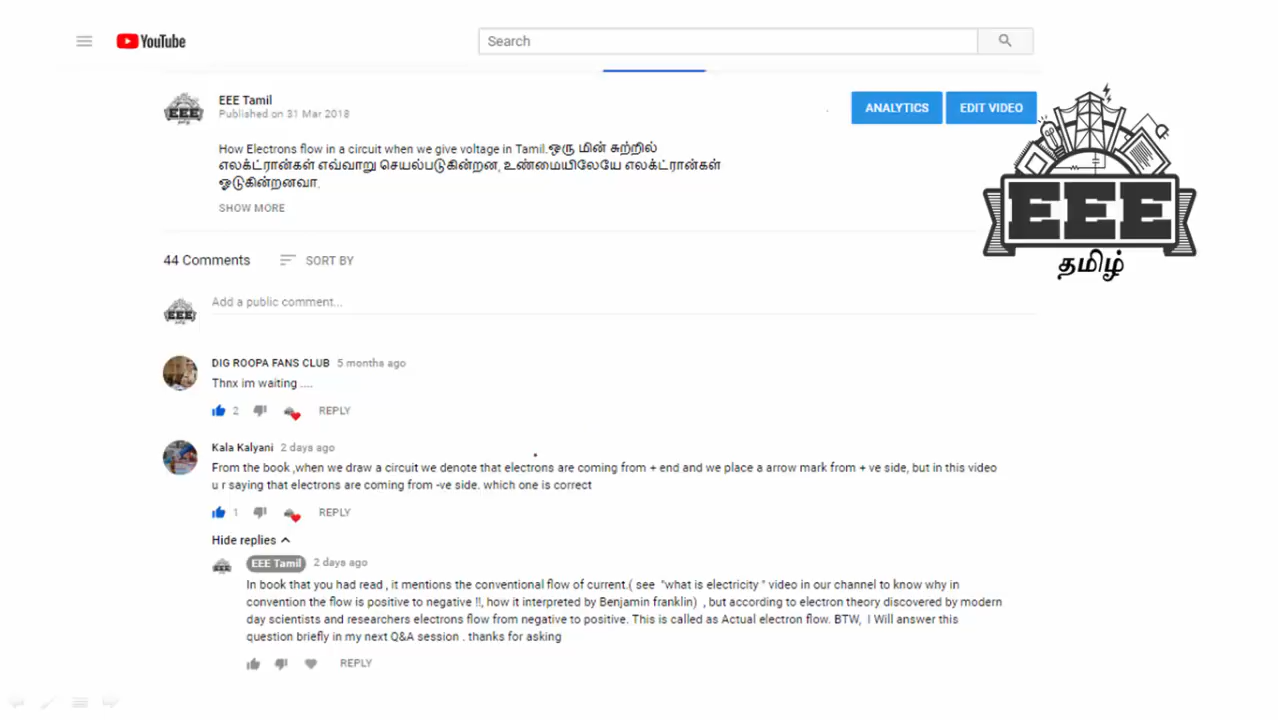 YouTube
Search
EEE Tamil
Published on 31 Mar 2018
ANALYTICS
EDIT VIDEO
How Electrons flow in a circuit when we give voltage in Tamil.ஒரு மின் சுற்றில்
எலக்ட்ரான்கள் எவ்வாறு செயல்படுகின்றன, உண்மையிலேயே எலக்ட்ரான்கள்
ஓடுகின்றனவா.
SHOW MORE
EEE
தமிழ்
44 Comments
SORT BY
Add a public comment...
DIG ROOPA FANS CLUB 5 months ago
Thnx im waiting ....
2 REPLY
Kala Kalyani 2 days ago
From the book ,when we draw a circuit we denote that electrons are coming from + end and we place a arrow mark from + ve side, but in this video
u r saying that electrons are coming from -ve side. which one is correct
1 REPLY
Hide replies
EEE Tamil 2 days ago
In book that you had read , it mentions the conventional flow of current.( see "what is electricity " video in our channel to know why in
convention the flow is positive to negative !!, how it interpreted by Benjamin franklin) , but according to electron theory discovered by modern
day scientists and researchers electrons flow from negative to positive. This is called as Actual electron flow. BTW, I Will answer this
question briefly in my next Q&A session . thanks for asking
REPLY